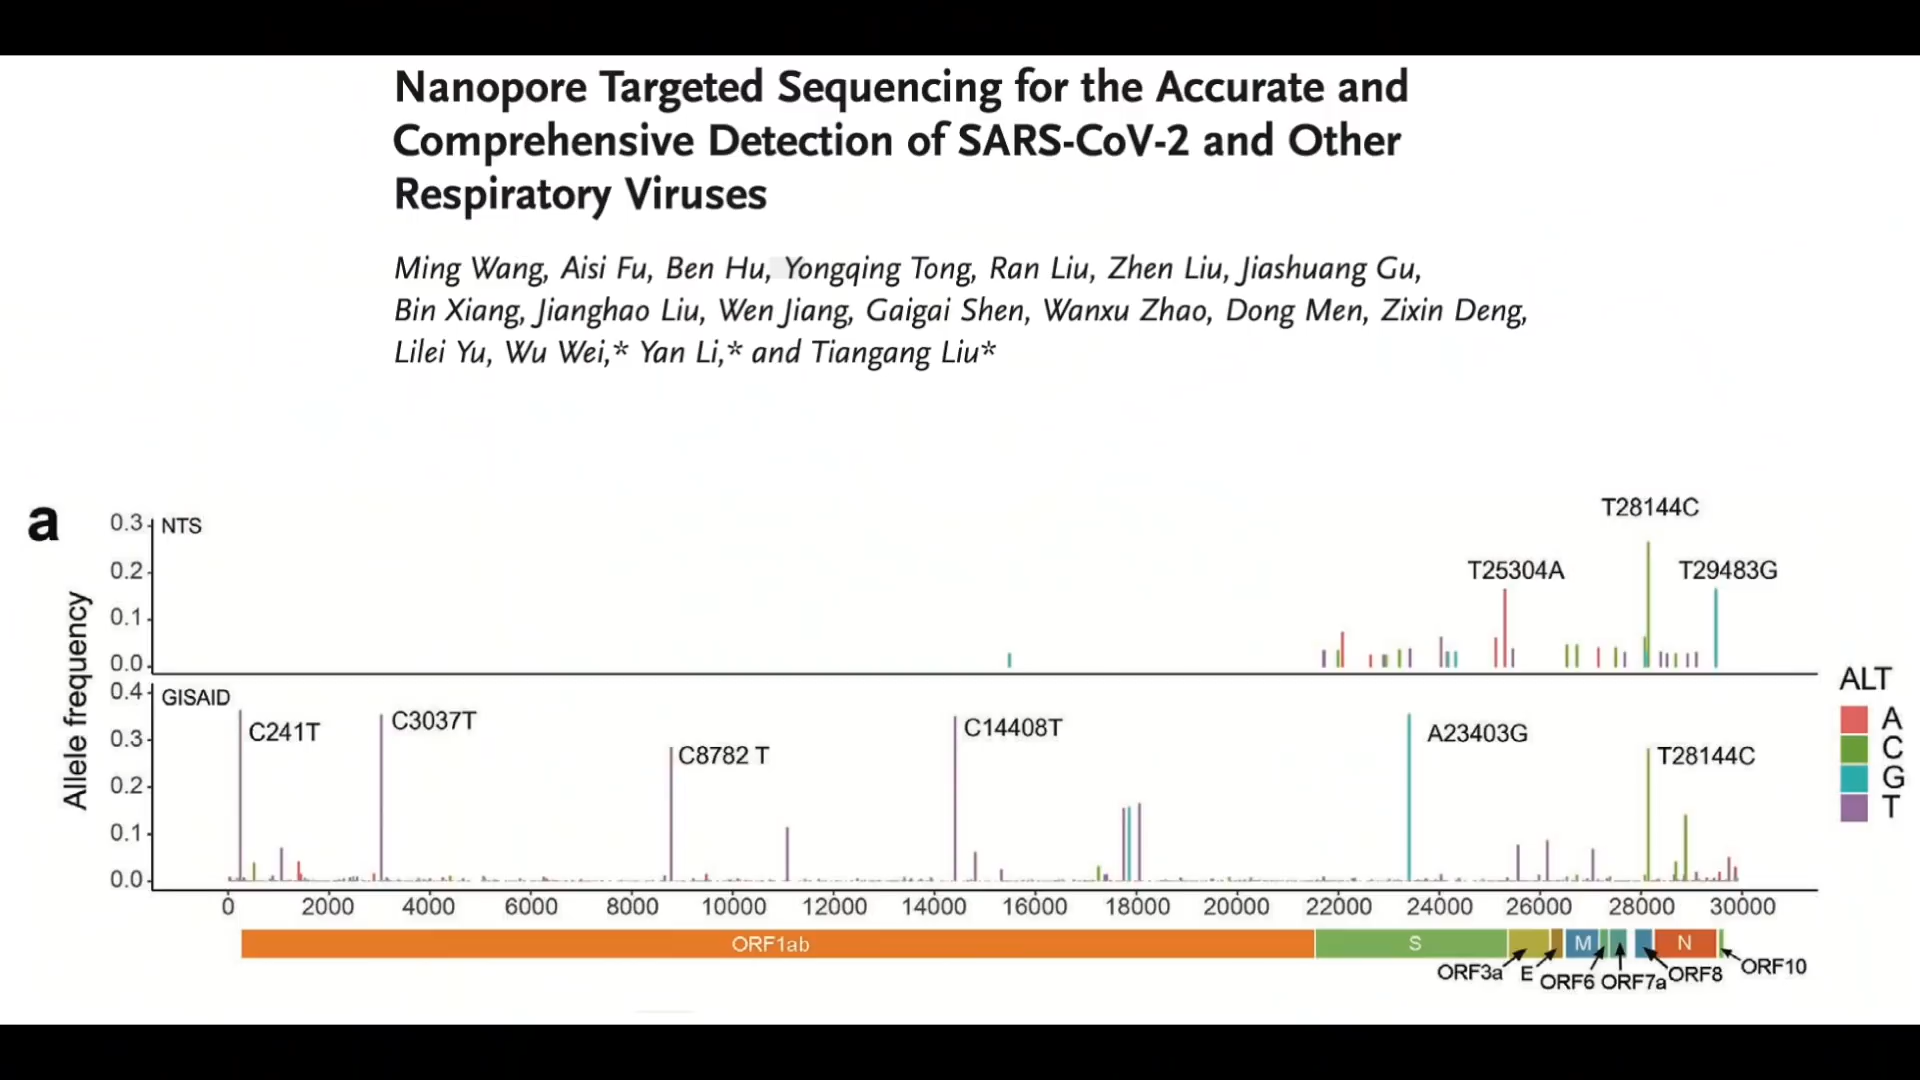 Nanopore Targeted Sequencing for the Accurate and
Comprehensive Detection of SARS-CoV-2 and Other
Respiratory Viruses
Ming Wang, Aisi Fu, Ben Hu, Yongqing Tong, Ran Liu, Zhen Liu, Jiashuang Gu,
Bin Xiang, Jianghao Liu, Wen Jiang, Gaigai Shen, Wanxu Zhao, Dong Men, Zixin Deng,
Lilei Yu, Wu Wei,* Yan Li,* and Tiangang Liu*
a
Allele frequency
NTS
0.3
0.2
0.1
0.0
T25304A
T28144C
T29483G
GISAID
0.4
0.3
0.2
0.1
0.0
C241T
C3037T
C8782 T
C14408T
A23403G
T28144C
0 2000 4000 6000 8000 10000 12000 14000 16000 18000 20000 22000 24000 26000 28000 30000
ORF1ab S M N
ORF3a E ORF6 ORF7a ORF8 ORF10
ALT
A
C
G
T